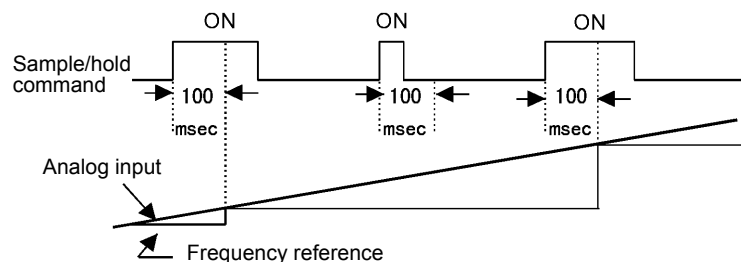 ON ON ON
Sample/hold
command
100 100 100
msec msec msec
Analog input
Frequency reference